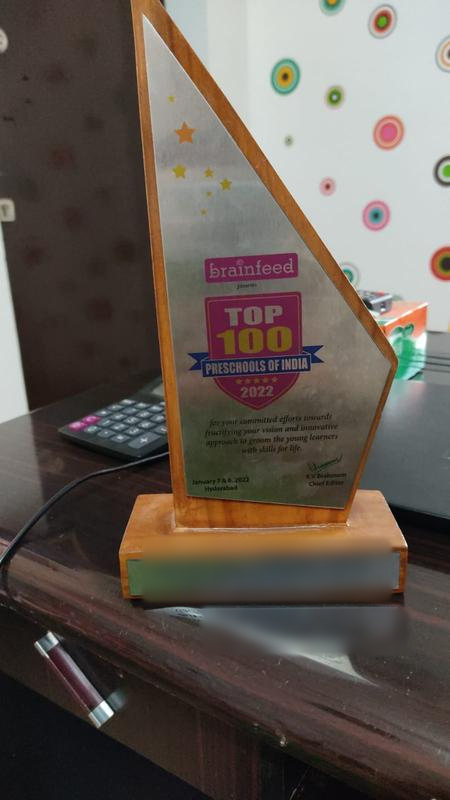 brainfeed
presents
TOP
100
PRESCHOOLS OF INDIA
2022
for your committed efforts towards
fructifying your vision and innovative
approach to groom the young learners
with skills for life.
January 7 & 8, 2022
Hyderabad
K.V. Brahmam
Chief Editor